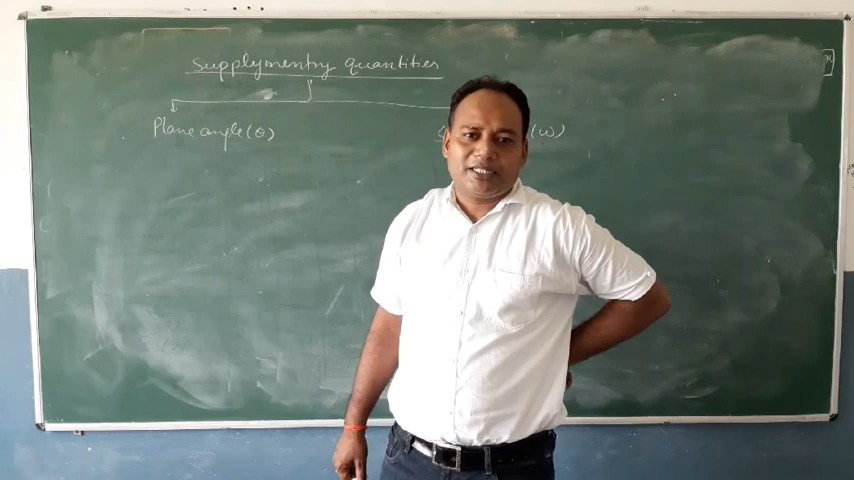 Supplymentry quantities
Plane angle (θ) (ω)